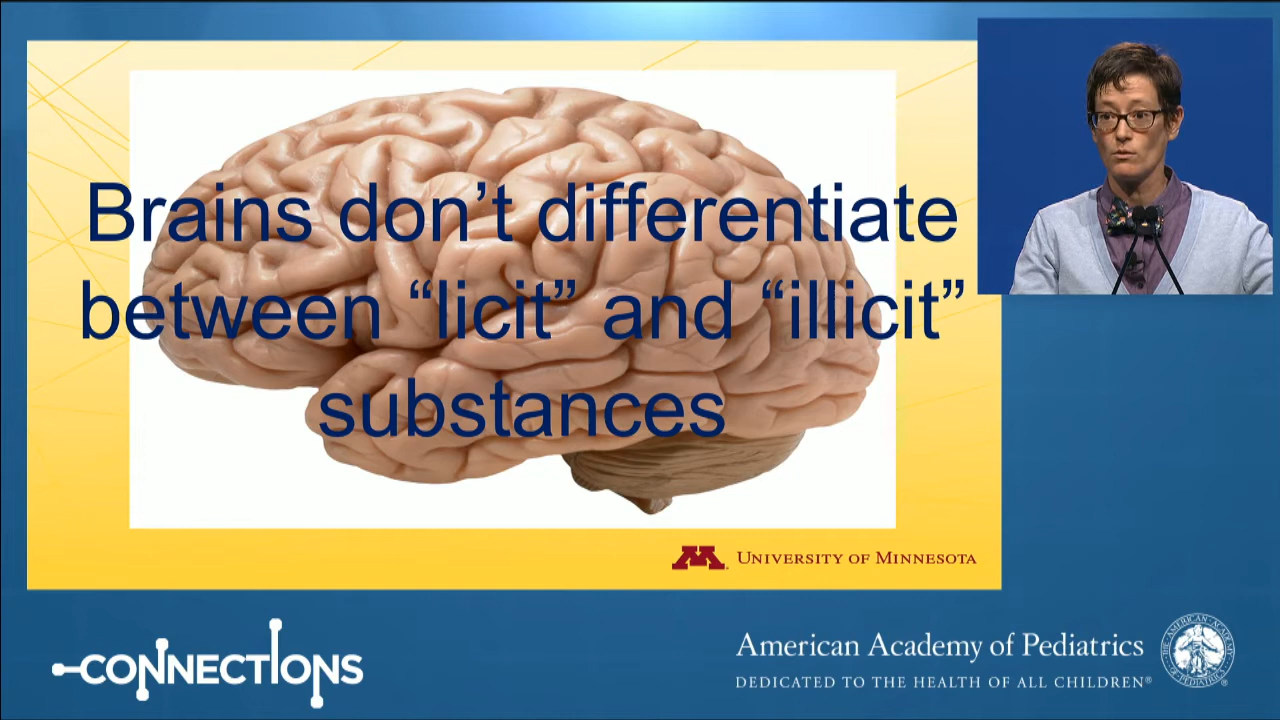 Brains don’t differentiate
between “licit” and “illicit”
substances
M
UNIVERSITY OF MINNESOTA
CONNECTIONS
American Academy of Pediatrics
DEDICATED TO THE HEALTH OF ALL CHILDREN®